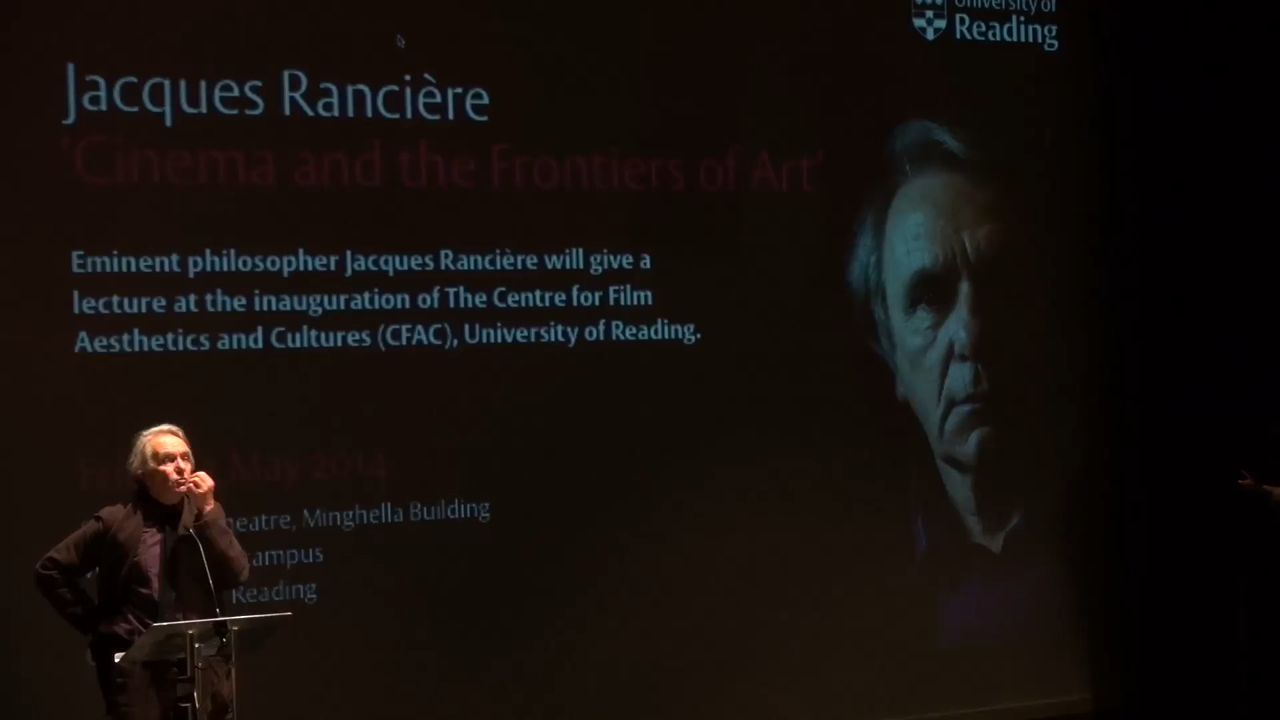 University of
Reading
Jacques Rancière
'Cinema and the Frontiers of Art'
Eminent philosopher Jacques Rancière will give a
lecture at the inauguration of The Centre for Film
Aesthetics and Cultures (CFAC), University of Reading.
May 2014
heatre, Minghella Building
ampus
Reading